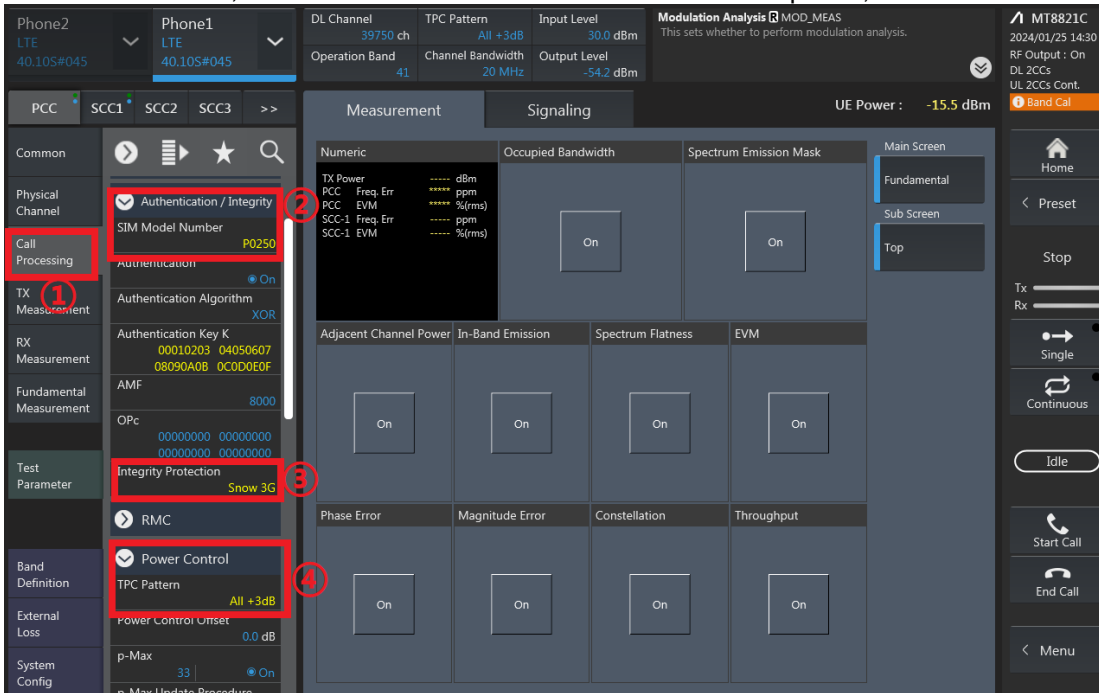 Phone2
LTE
40.10S#045
Phone1
LTE
40.10S#045
DL Channel
39750 ch
TPC Pattern
All +3dB
Input Level
30.0 dBm
Operation Band
41
Channel Bandwidth
20 MHz
Output Level
-54.2 dBm
Modulation Analysis R MOD_MEAS
This sets whether to perform modulation analysis.
MT8821C
2024/01/25 14:30
RF Output : On
DL 2CCs
UL 2CCs Cont.
Band Cal
PCC SCC1 SCC2 SCC3 >>
Measurement
Signaling
UE Power : -15.5 dBm
Common
Physical
Channel
Call
Processing
①
TX
Measurement
RX
Measurement
Fundamental
Measurement
Test
Parameter
Band
Definition
External
Loss
System
Config
Authentication / Integrity
②
SIM Model Number
P0250
Authentication
On
Authentication Algorithm
XOR
Authentication Key K
00010203 04050607
08090A0B 0C0D0E0F
AMF
8000
OPc
00000000 00000000
00000000 00000000
Integrity Protection
Snow 3G
③
RMC
Power Control
④
TPC Pattern
All +3dB
Power Control Offset
0.0 dB
p-Max
33 On
p-Max Update Procedure
Numeric
TX Power ----- dBm
PCC Freq. Err ***** ppm
PCC EVM ***** %(rms)
SCC-1 Freq. Err ----- ppm
SCC-1 EVM ----- %(rms)
Occupied Bandwidth
On
Spectrum Emission Mask
On
Adjacent Channel Power
On
In-Band Emission
On
Spectrum Flatness
On
EVM
On
Phase Error
On
Magnitude Error
On
Constellation
On
Throughput
On
Main Screen
Fundamental
Sub Screen
Top
Home
< Preset
Stop
Tx
Rx
Single
Continuous
Idle
Start Call
End Call
< Menu